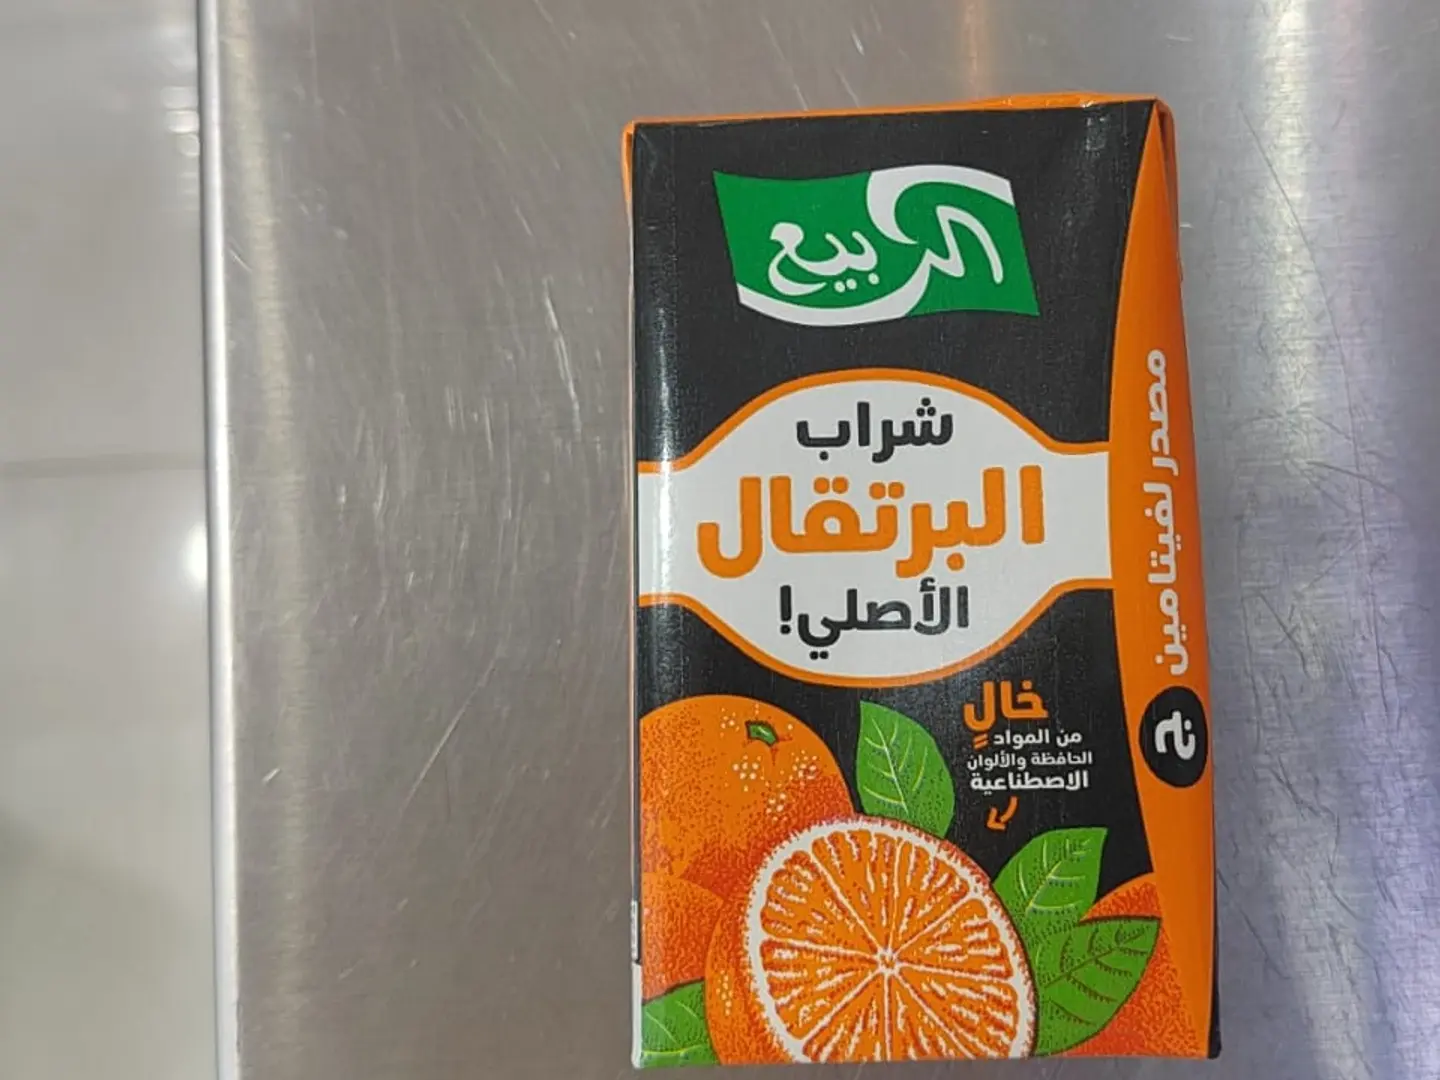 الربيع
شراب
البرتقال
الأصلي!
خالٍ
من المواد
الحافظة والألوان
الاصطناعية
مصدر لفيتامين
ج